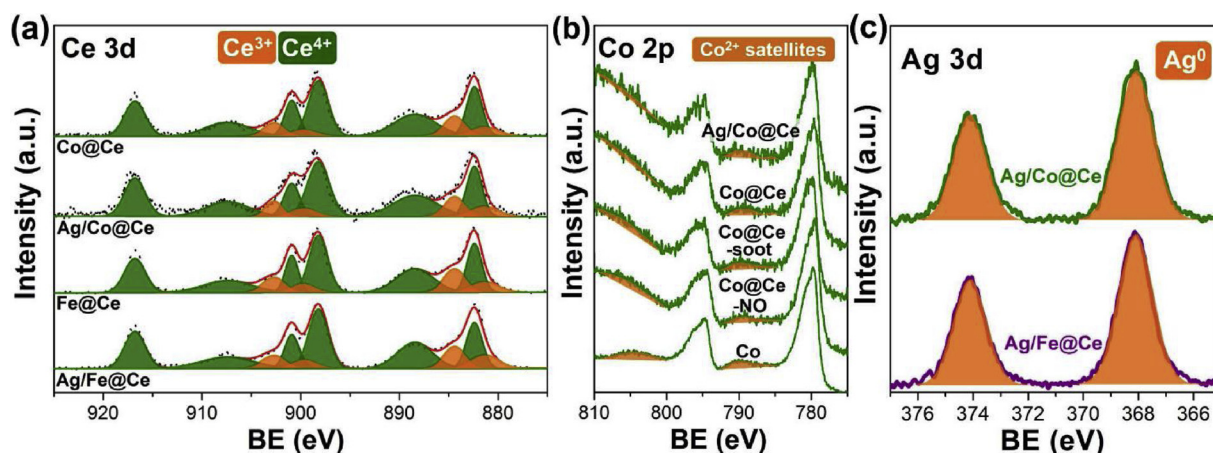 (a)
Ce 3d
Ce³⁺
Ce⁴⁺
Co@Ce
Ag/Co@Ce
Fe@Ce
Ag/Fe@Ce
Intensity (a.u.)
920 910 900 890 880
BE (eV)
(b)
Co 2p
Co²⁺ satellites
Ag/Co@Ce
Co@Ce
Co@Ce
-soot
Co@Ce
-NO
Co
Intensity (a.u.)
810 800 790 780
BE (eV)
(c)
Ag 3d
Ag⁰
Ag/Co@Ce
Ag/Fe@Ce
Intensity (a.u.)
376 374 372 370 368 366
BE (eV)